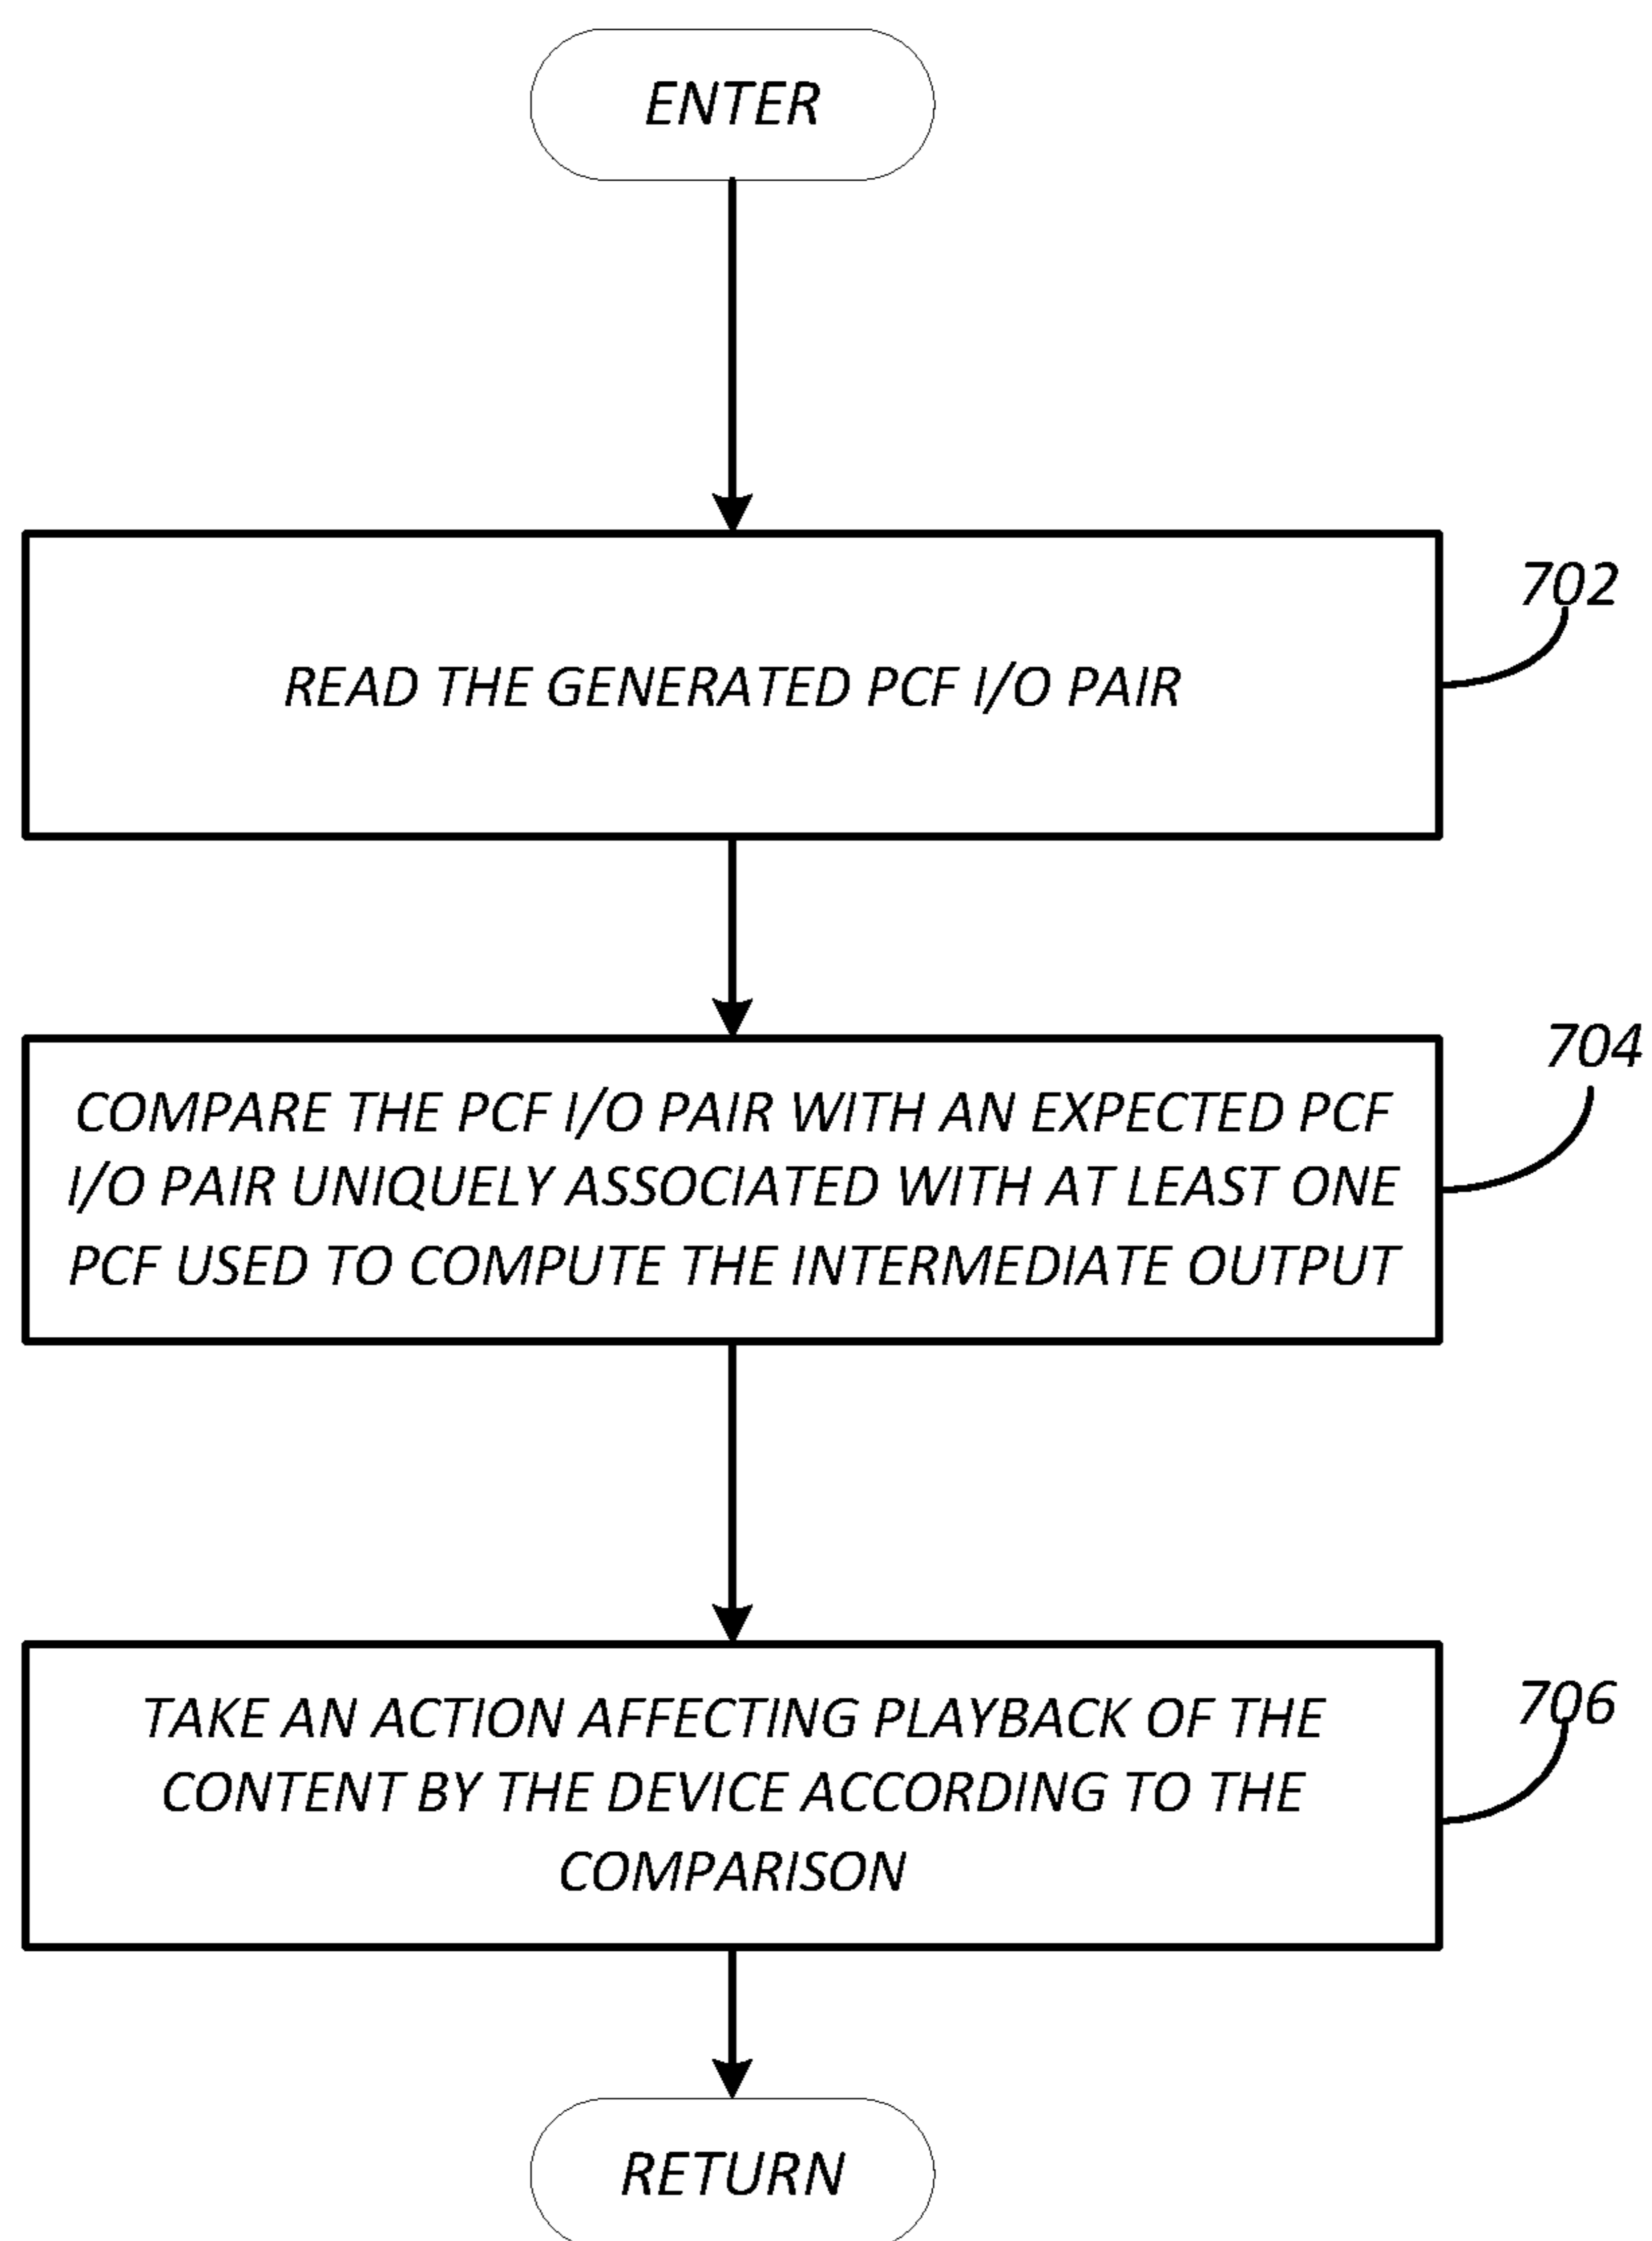 ENTER
702
READ THE GENERATED PCF I/O PAIR
704
COMPARE THE PCF I/O PAIR WITH AN EXPECTED PCF
I/O PAIR UNIQUELY ASSOCIATED WITH AT LEAST ONE
PCF USED TO COMPUTE THE INTERMEDIATE OUTPUT
706
TAKE AN ACTION AFFECTING PLAYBACK OF THE
CONTENT BY THE DEVICE ACCORDING TO THE
COMPARISON
RETURN